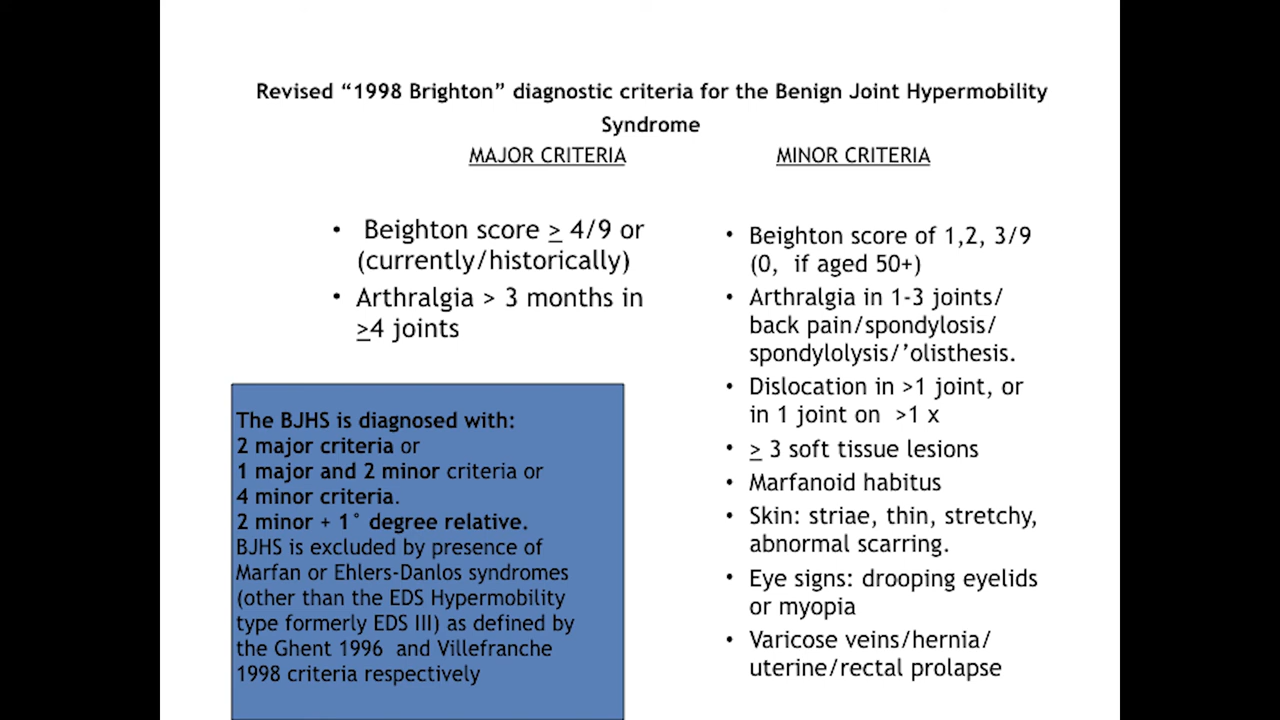 Revised “1998 Brighton” diagnostic criteria for the Benign Joint Hypermobility
Syndrome
MAJOR CRITERIA
• Beighton score ≥ 4/9 or
(currently/historically)
• Arthralgia > 3 months in
≥4 joints
The BJHS is diagnosed with:
2 major criteria or
1 major and 2 minor criteria or
4 minor criteria.
2 minor + 1° degree relative.
BJHS is excluded by presence of
Marfan or Ehlers-Danlos syndromes
(other than the EDS Hypermobility
type formerly EDS III) as defined by
the Ghent 1996 and Villefranche
1998 criteria respectively
MINOR CRITERIA
• Beighton score of 1,2, 3/9
(0, if aged 50+)
• Arthralgia in 1-3 joints/
back pain/spondylosis/
spondylolysis/’olisthesis.
• Dislocation in >1 joint, or
in 1 joint on >1 x
• ≥ 3 soft tissue lesions
• Marfanoid habitus
• Skin: striae, thin, stretchy,
abnormal scarring.
• Eye signs: drooping eyelids
or myopia
• Varicose veins/hernia/
uterine/rectal prolapse